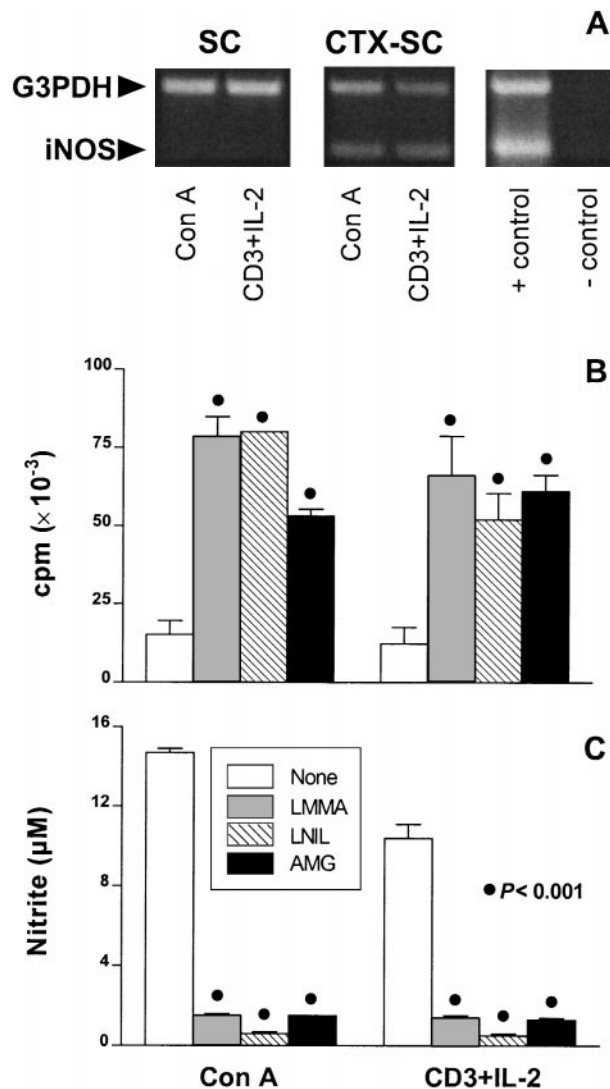 A
SC CTX-SC
G3PDH
iNOS
Con A
CD3+IL-2
Con A
CD3+IL-2
+ control
- control
B
100
75
50
25
0
cpm (× 10⁻³)
C
16
12
8
4
0
Nitrite (µM)
None
LMMA
LNIL
AMG
P< 0.001
Con A CD3+IL-2